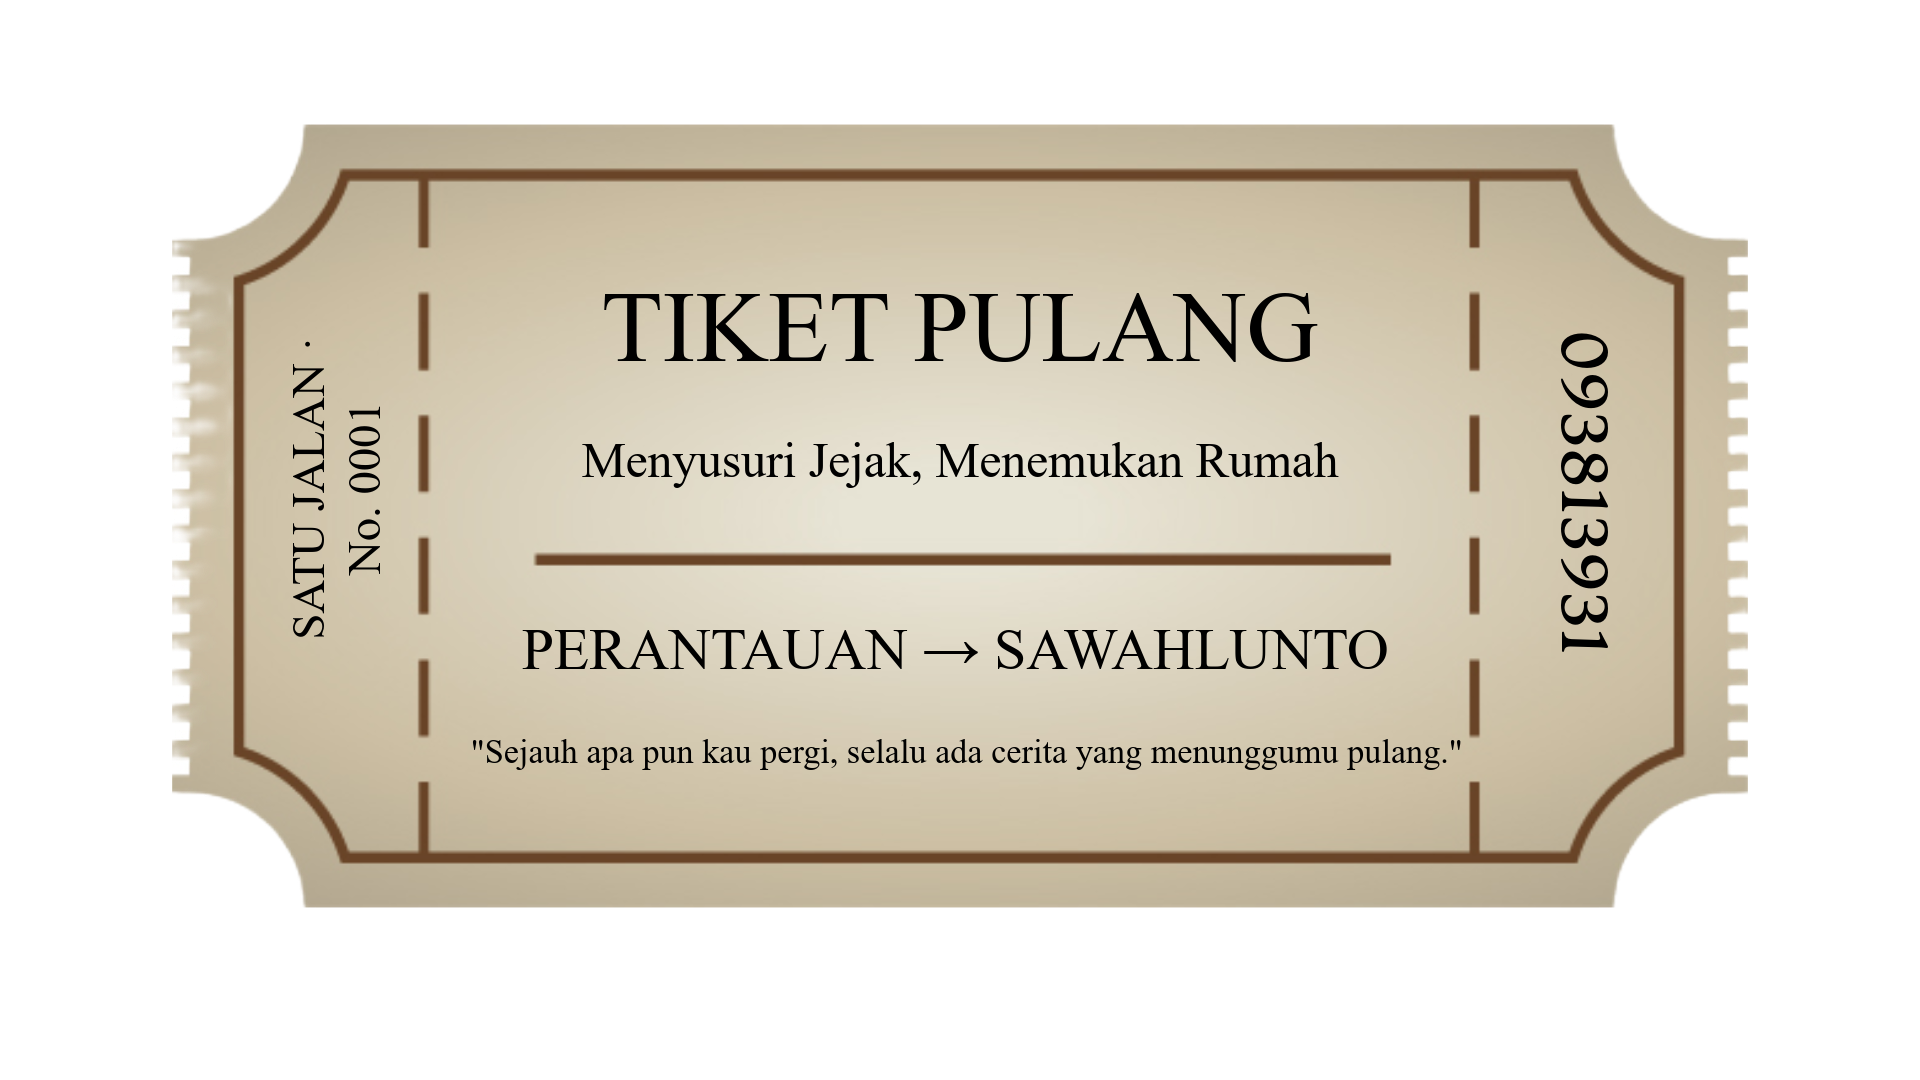 SATU JALAN ·
No. 0001
TIKET PULANG
Menyusuri Jejak, Menemukan Rumah
PERANTAUAN → SAWAHLUNTO
"Sejauh apa pun kau pergi, selalu ada cerita yang menunggumu pulang."
093813931